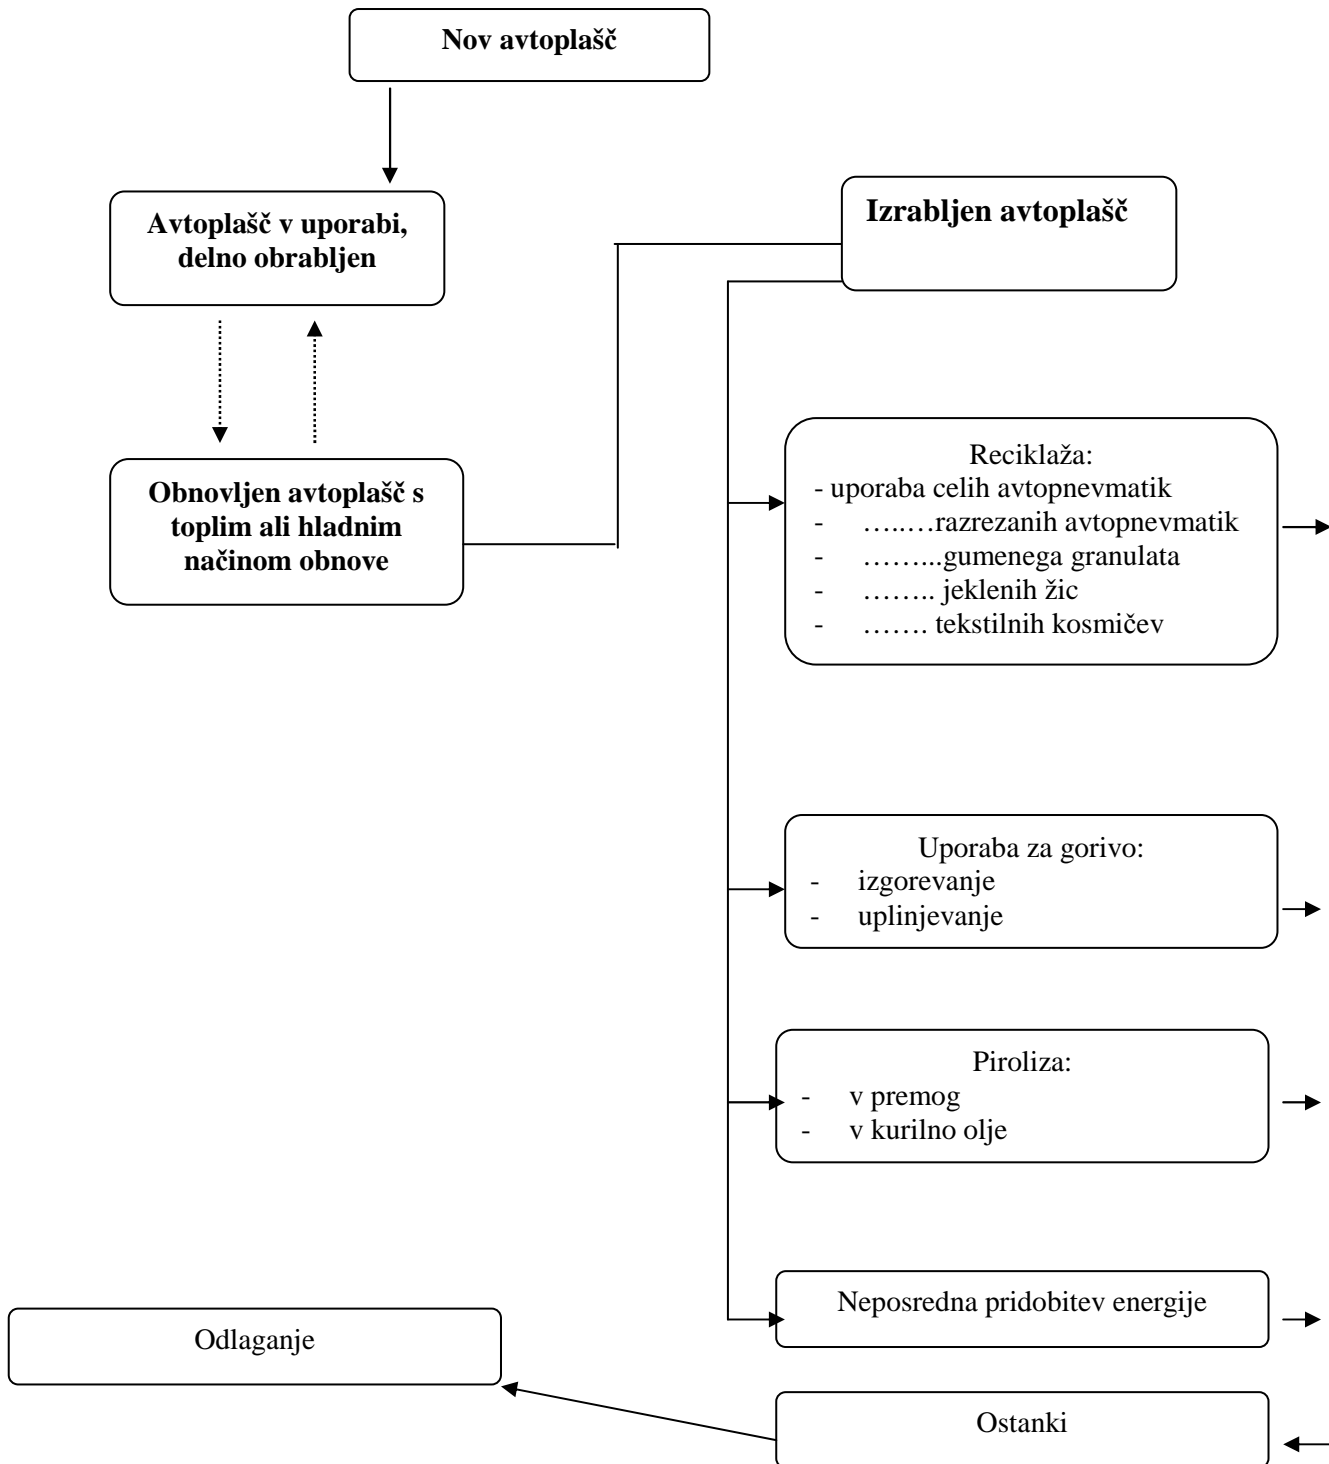 Nov avtoplašč
Avtoplašč v uporabi,
delno obrabljen
Izrabljen avtoplašč
Obnovljen avtoplašč s
toplim ali hladnim
načinom obnove
Reciklaža:
- uporaba celih avtopnevmatik
- ……..…razrezanih avtopnevmatik
- ……...gumenega granulata
- …….. jeklenih žic
- ……. tekstilnih kosmičev
Uporaba za gorivo:
- izgorevanje
- uplinjevanje
Piroliza:
- v premog
- v kurilno olje
Neposredna pridobitev energije
Odlaganje
Ostanki